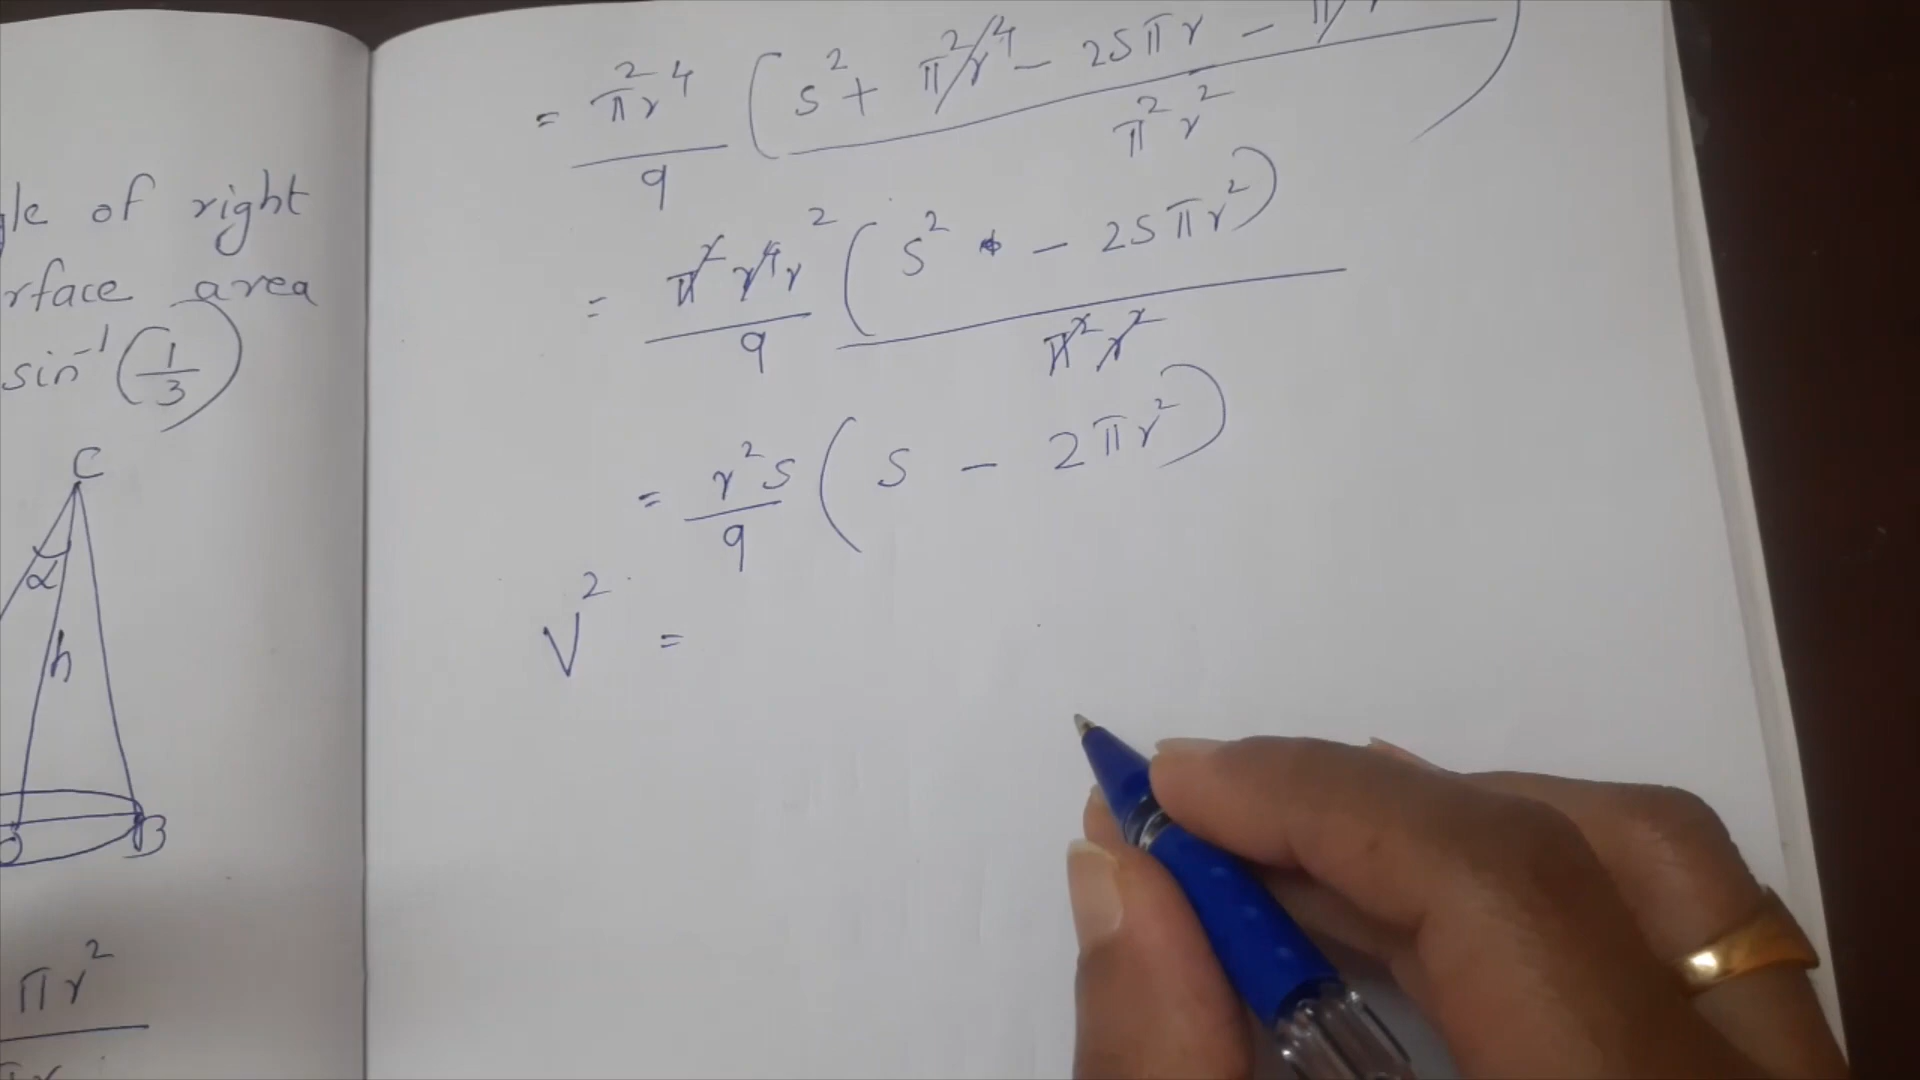 gle of right
rface area
sin⁻¹(1/3)
C
α
h
B
πr²
= π²r⁴/9 (s² + π²r⁴ - 2Sπr - / π²r²)
= π²r⁴r²/9 (s² - 2Sπr²) / π²r²
= r²s/9 (S - 2πr²)
V² =